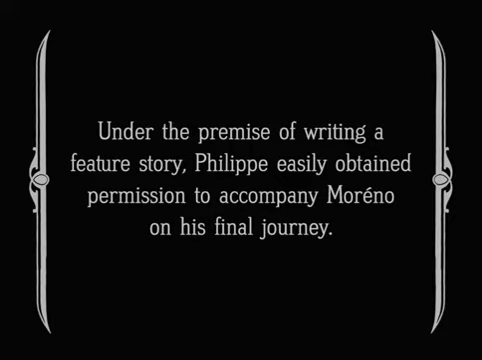 Under the premise of writing a
feature story, Philippe easily obtained
permission to accompany Moréno
on his final journey.